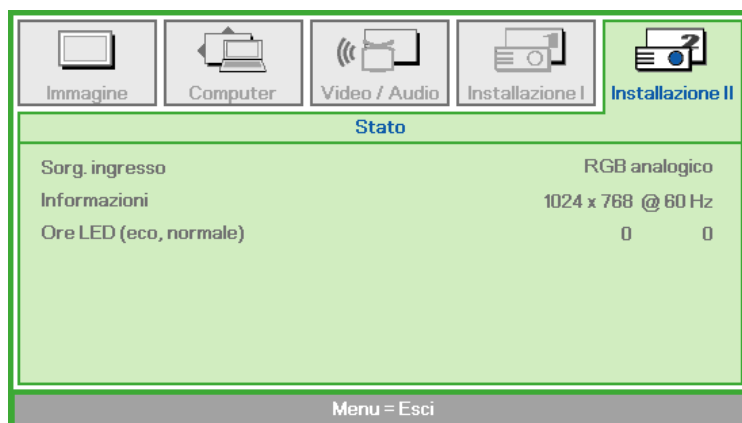 Immagine Computer Video / Audio Installazione I Installazione II
Stato
Sorg. ingresso RGB analogico
Informazioni 1024 x 768 @ 60 Hz
Ore LED (eco, normale) 0 0
Menu = Esci